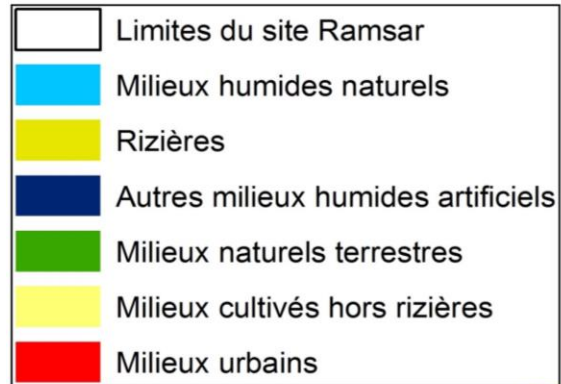 Limites du site Ramsar
Milieux humides naturels
Rizières
Autres milieux humides artificiels
Milieux naturels terrestres
Milieux cultivés hors rizières
Milieux urbains